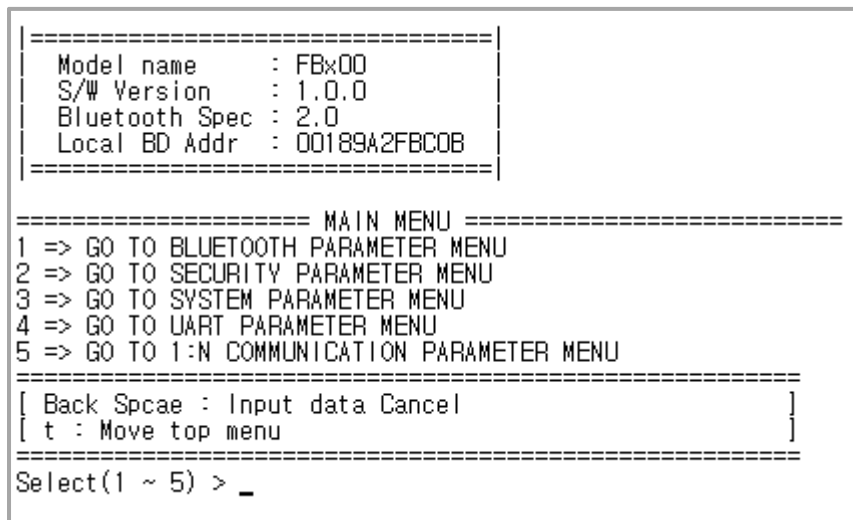 |==================================|
| Model name : FBx00 |
| S/₩ Version : 1.0.0 |
| Bluetooth Spec : 2.0 |
| Local BD Addr : 00189A2FBC0B |
|==================================|
===================== MAIN MENU ===========================
1 => GO TO BLUETOOTH PARAMETER MENU
2 => GO TO SECURITY PARAMETER MENU
3 => GO TO SYSTEM PARAMETER MENU
4 => GO TO UART PARAMETER MENU
5 => GO TO 1:N COMMUNICATION PARAMETER MENU
========================================================
[ Back Spcae : Input data Cancel ]
[ t : Move top menu ]
========================================================
Select(1 ~ 5) > _